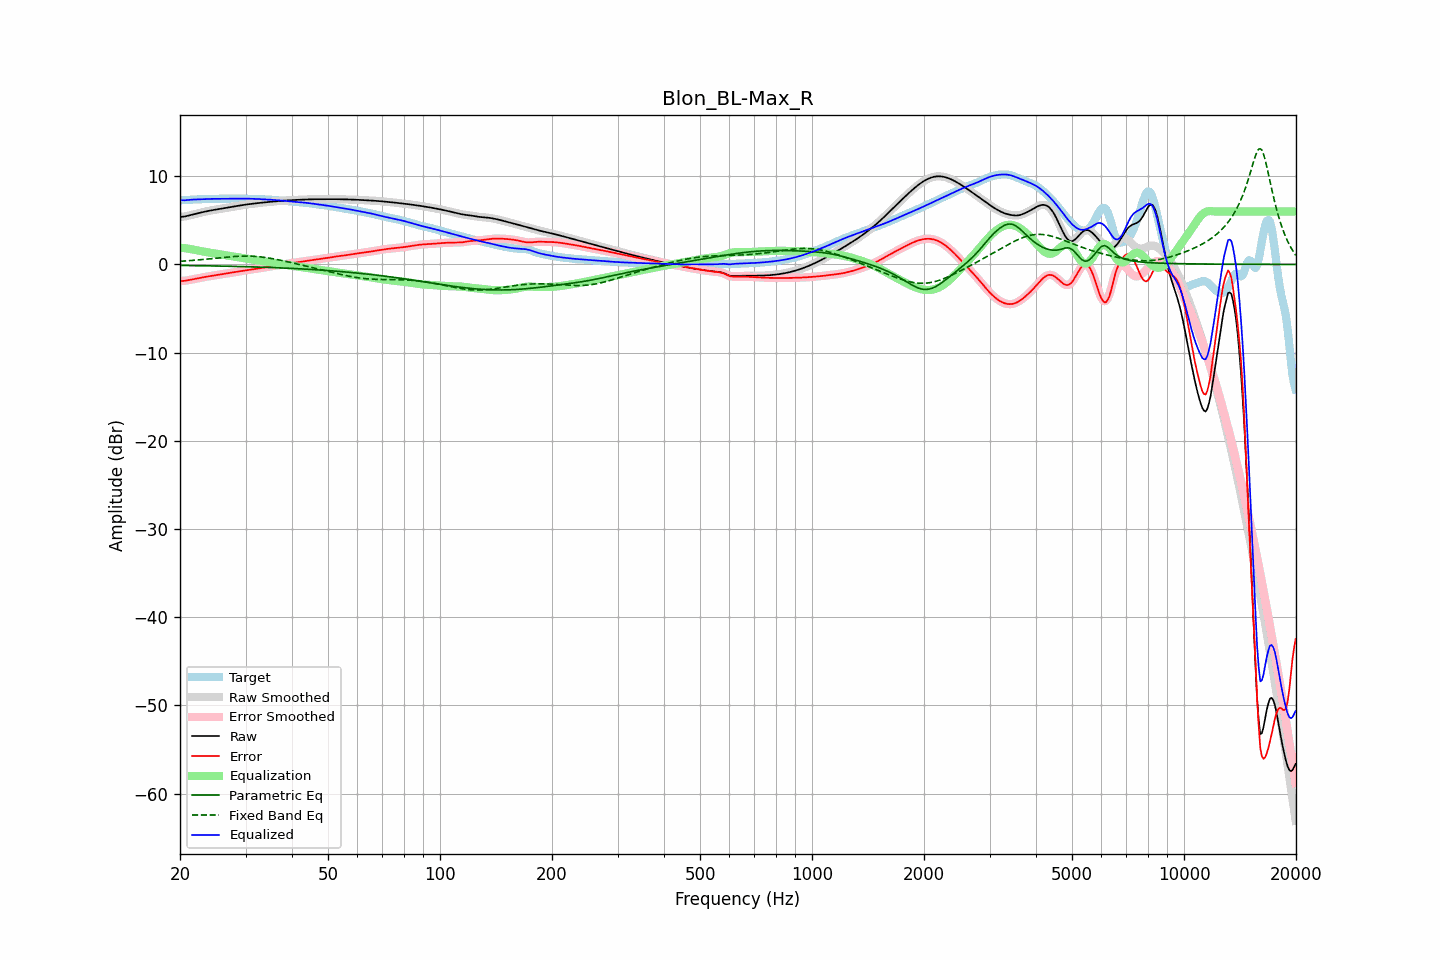 Blon_BL-Max_R
Amplitude (dBr)
10
0
−10
−20
−30
−40
−50
−60
Target
Raw Smoothed
Error Smoothed
Raw
Error
Equalization
Parametric Eq
Fixed Band Eq
Equalized
20 50 100 200 500 1000 2000 5000 10000 20000
Frequency (Hz)